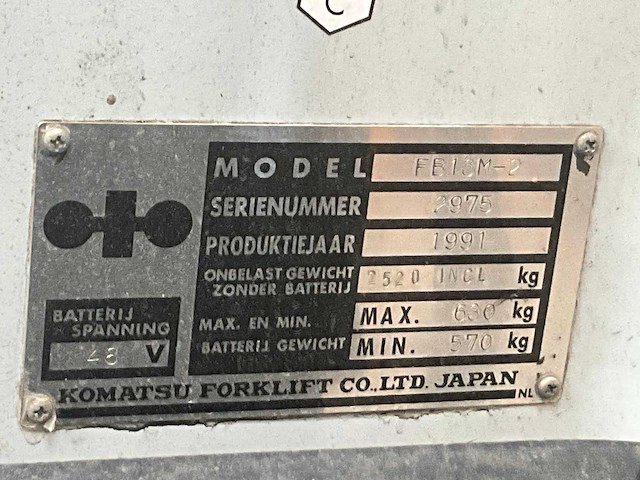 C
MODEL FB13M-2
SERIENUMMER 2975
PRODUKTIEJAAR 1991
ONBELAST GEWICHT
ZONDER BATTERIJ 2520 INCL kg
BATTERIJ
SPANNING
48 V
MAX. EN MIN.
BATTERIJ GEWICHT
MAX. 630 kg
MIN. 570 kg
KOMATSU FORKLIFT CO.,LTD. JAPAN
NL